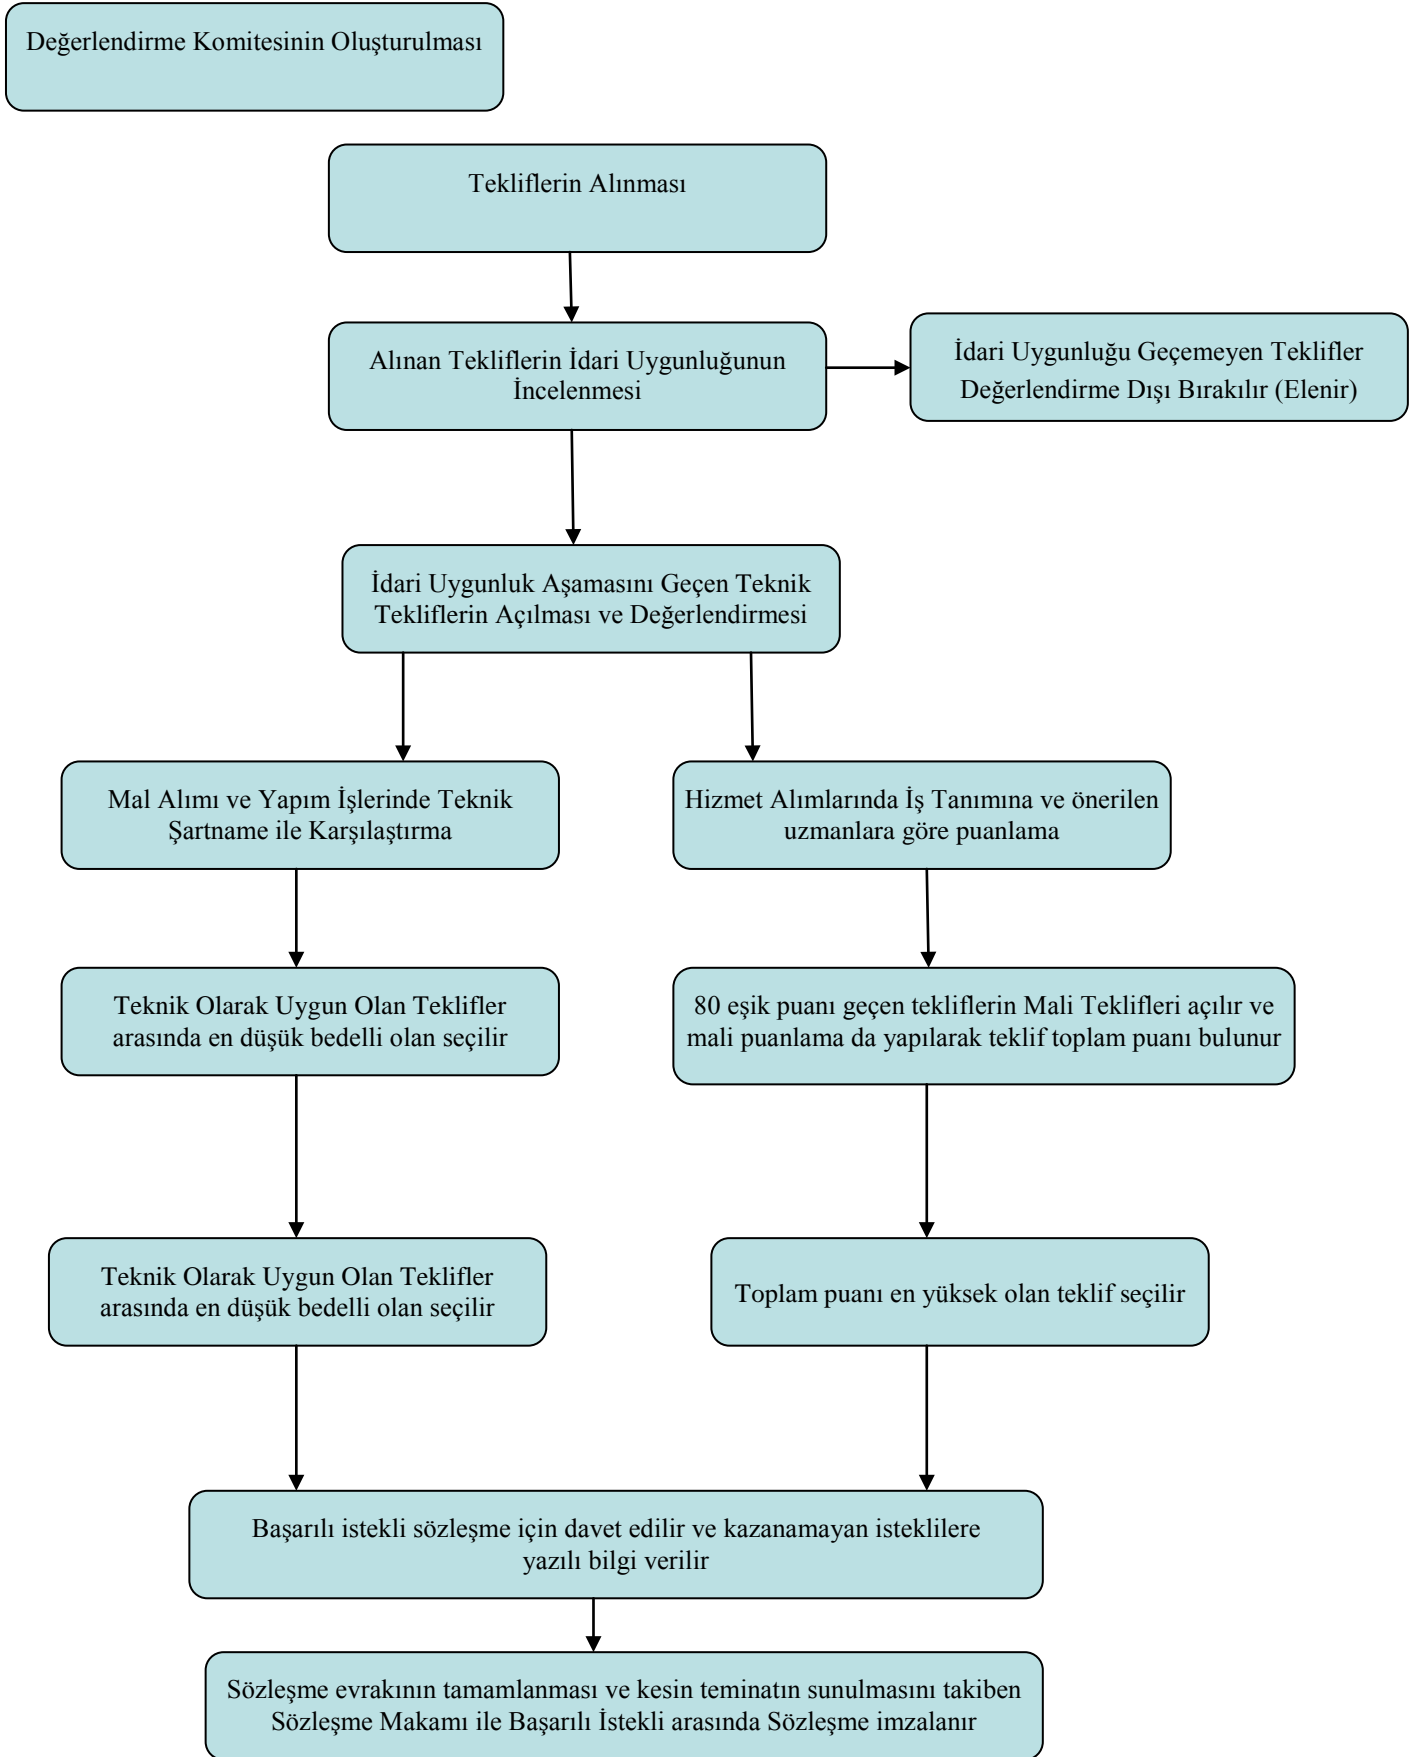 Değerlendirme Komitesinin Oluşturulması
Tekliflerin Alınması
Alınan Tekliflerin İdari Uygunluğunun
İncelenmesi
İdari Uygunluğu Geçemeyen Teklifler
Değerlendirme Dışı Bırakılır (Elenir)
İdari Uygunluk Aşamasını Geçen Teknik
Tekliflerin Açılması ve Değerlendirmesi
Mal Alımı ve Yapım İşlerinde Teknik
Şartname ile Karşılaştırma
Hizmet Alımlarında İş Tanımına ve önerilen
uzmanlara göre puanlama
Teknik Olarak Uygun Olan Teklifler
arasında en düşük bedelli olan seçilir
80 eşik puanı geçen tekliflerin Mali Teklifleri açılır ve
mali puanlama da yapılarak teklif toplam puanı bulunur
Teknik Olarak Uygun Olan Teklifler
arasında en düşük bedelli olan seçilir
Toplam puanı en yüksek olan teklif seçilir
Başarılı istekli sözleşme için davet edilir ve kazanamayan isteklilere
yazılı bilgi verilir
Sözleşme evrakının tamamlanması ve kesin teminatın sunulmasını takiben
Sözleşme Makamı ile Başarılı İstekli arasında Sözleşme imzalanır